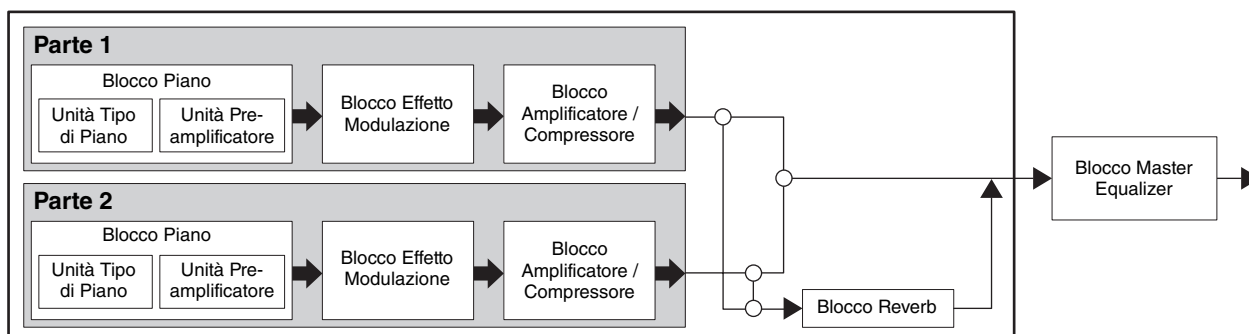 Parte 1
Blocco Piano
Unità Tipo
di Piano
Unità Pre-
amplificatore
Blocco Effetto
Modulazione
Blocco
Amplificatore /
Compressore
Parte 2
Blocco Piano
Unità Tipo
di Piano
Unità Pre-
amplificatore
Blocco Effetto
Modulazione
Blocco
Amplificatore /
Compressore
Blocco Reverb
Blocco Master
Equalizer